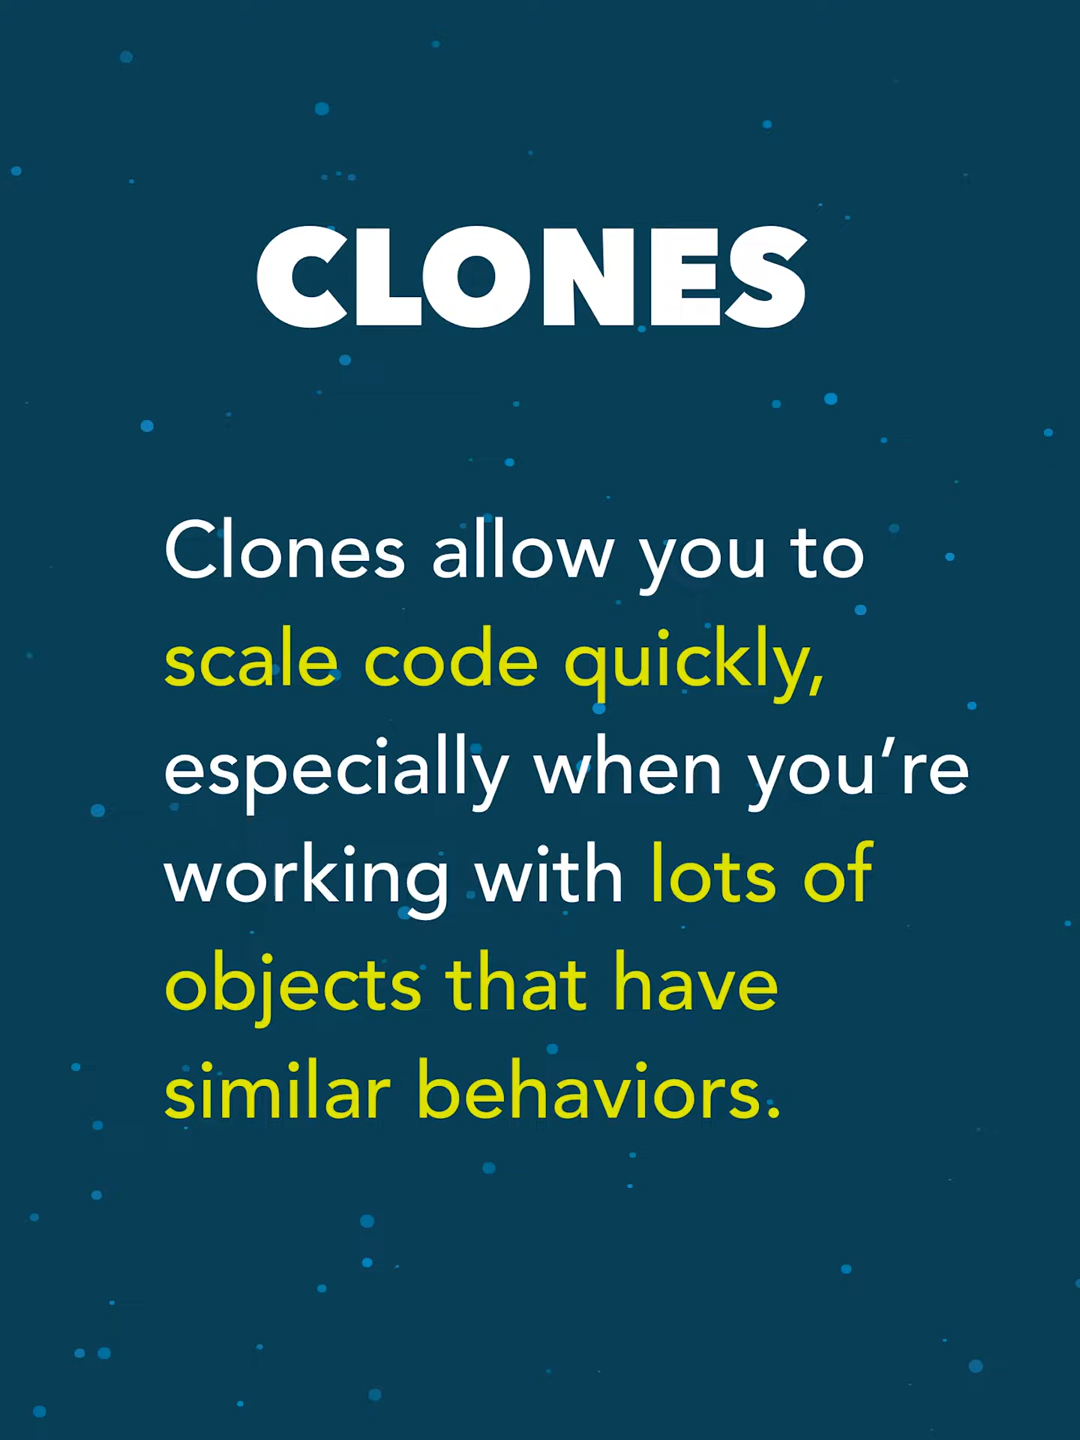 CLONES
Clones allow you to
scale code quickly,
especially when you’re
working with lots of
objects that have
similar behaviors.